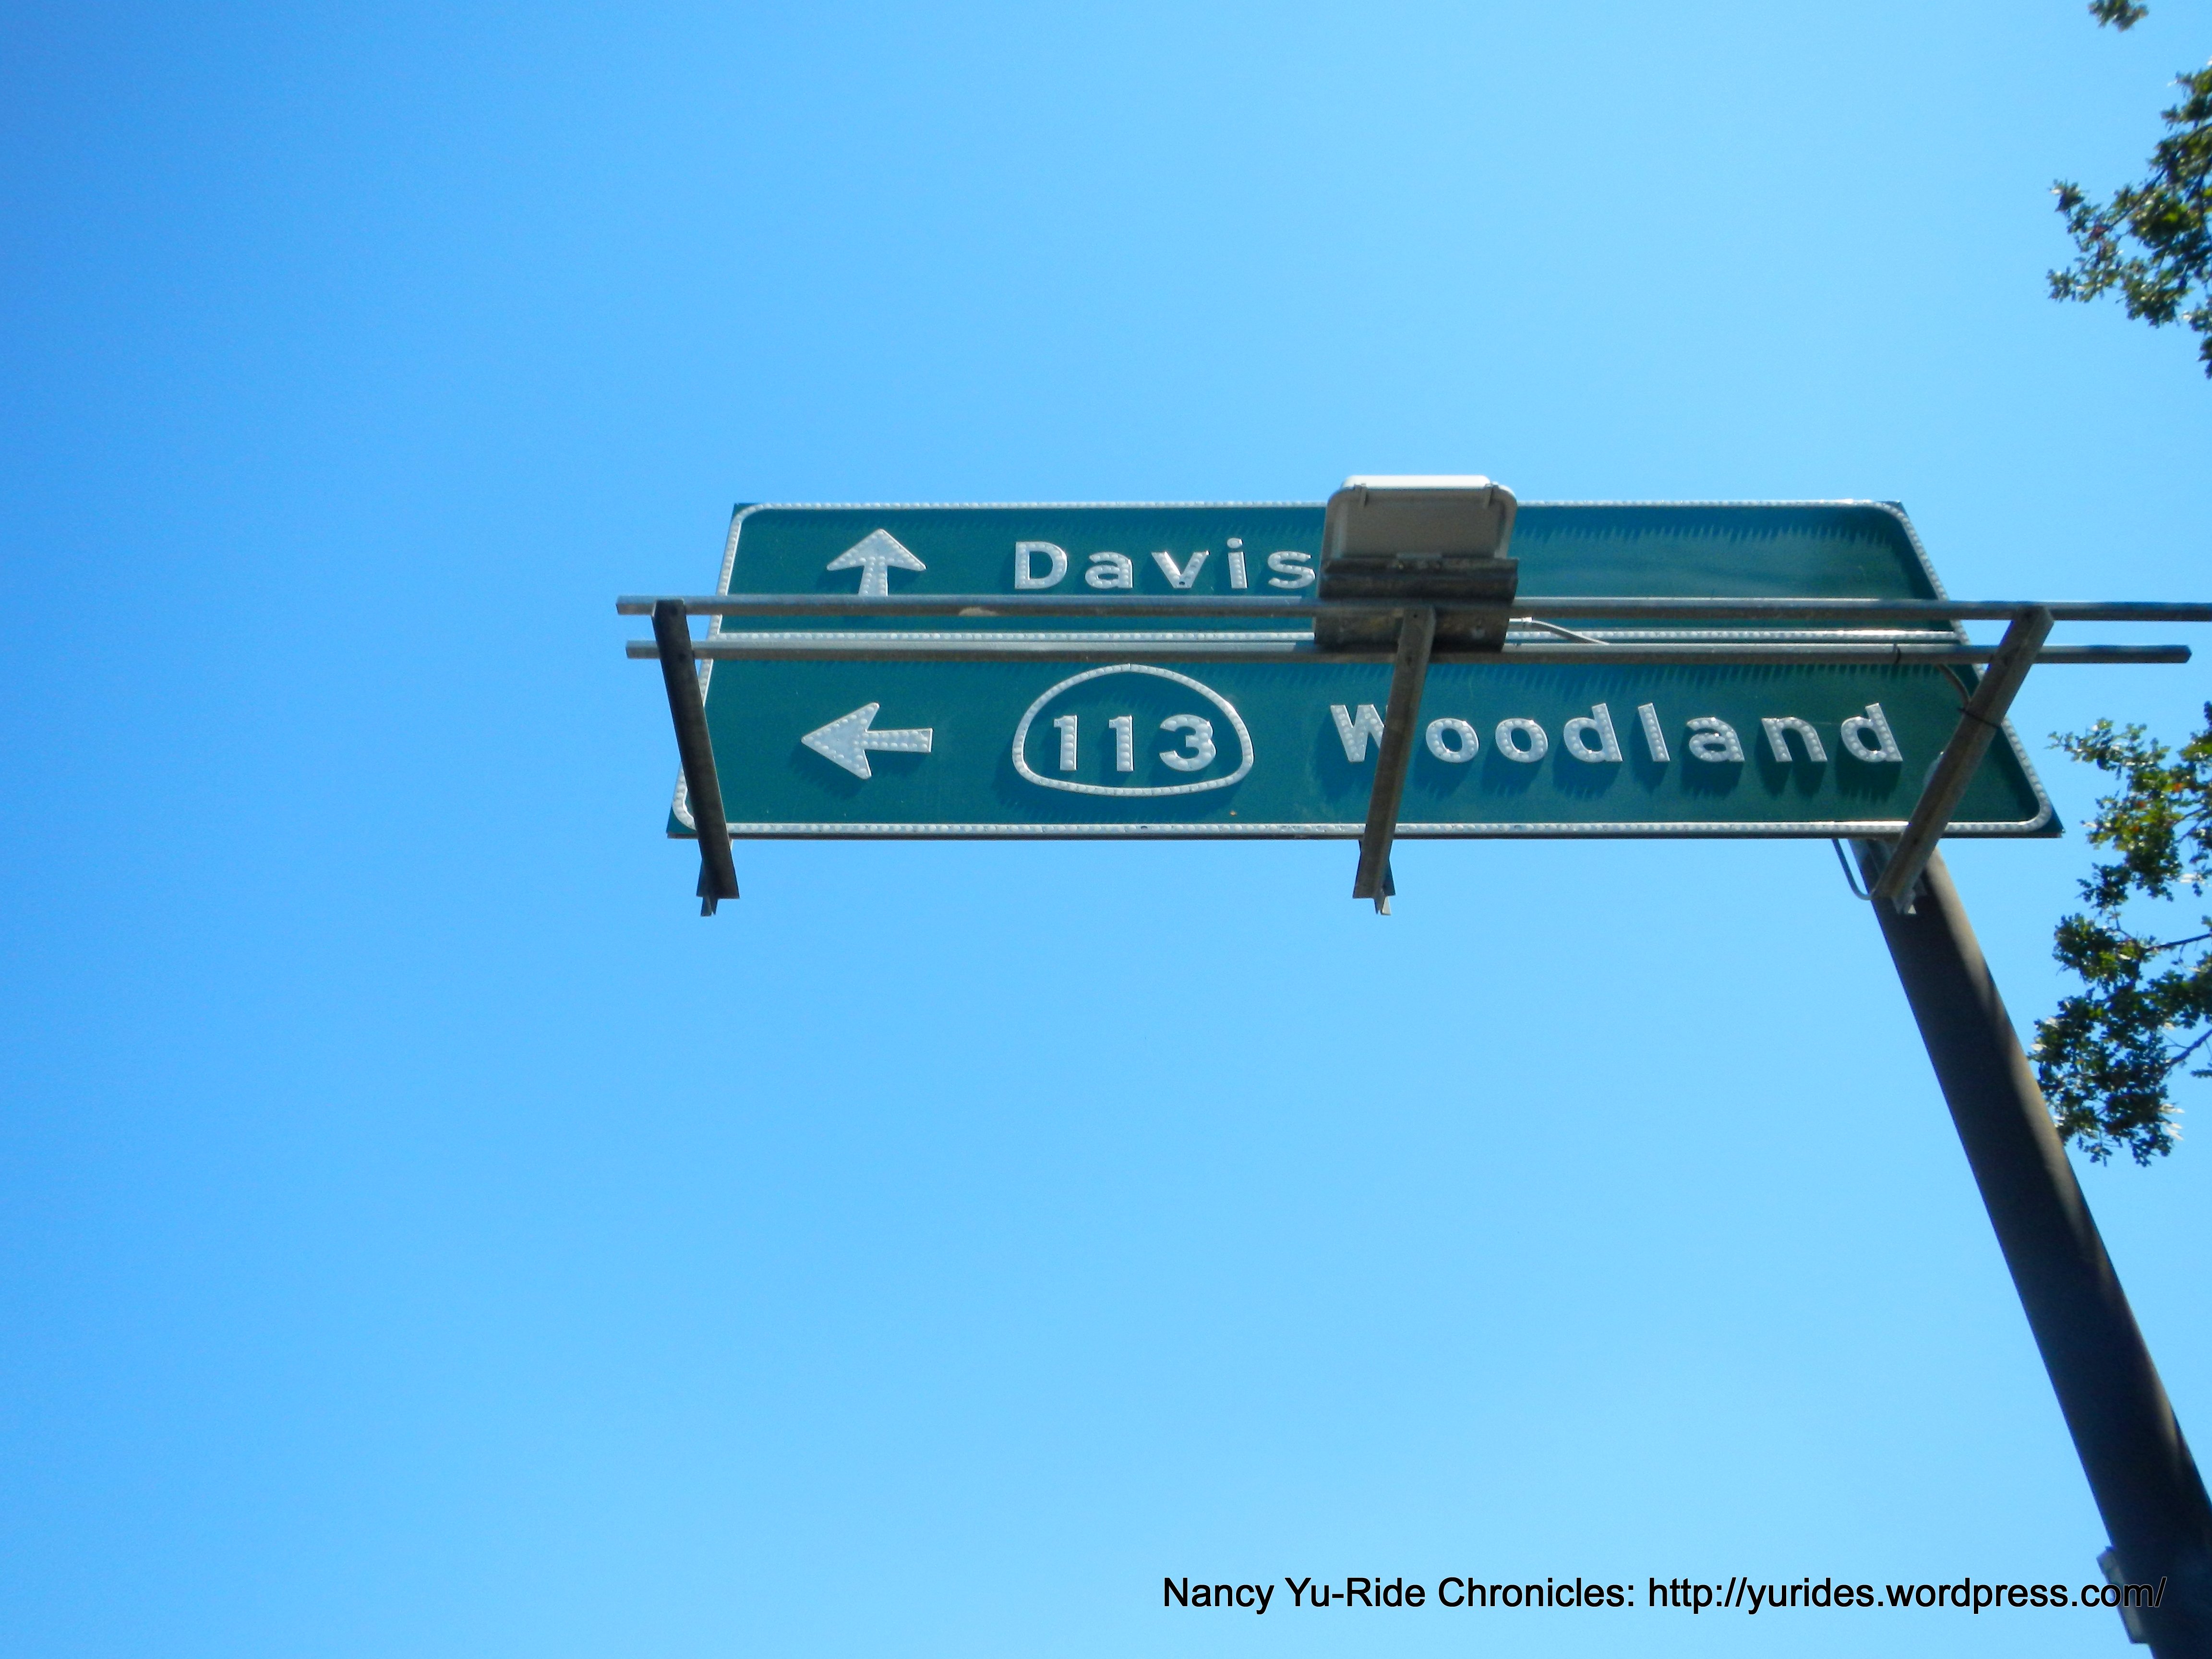 Davis
113 Woodland
Nancy Yu-Ride Chronicles: http://yurides.wordpress.com/